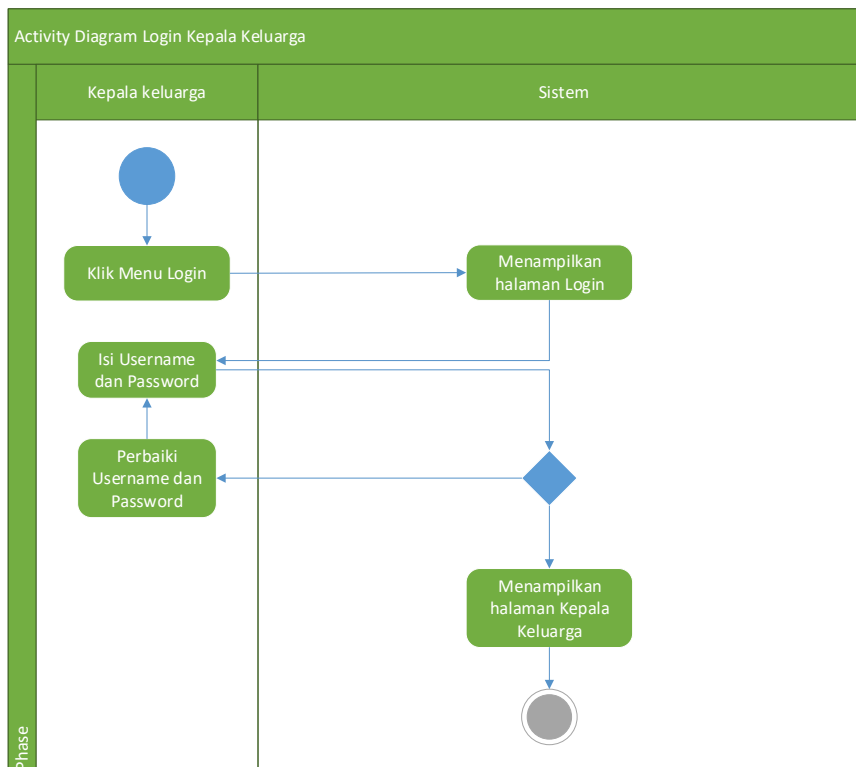 Activity Diagram Login Kepala Keluarga
Kepala keluarga
Sistem
Klik Menu Login
Menampilkan
halaman Login
Isi Username
dan Password
Perbaiki
Username dan
Password
Menampilkan
halaman Kepala
Keluarga
Phase